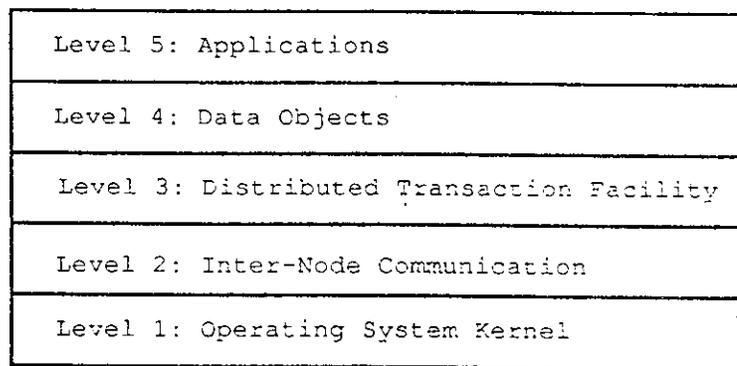 Level 5: Applications
Level 4: Data Objects
Level 3: Distributed Transaction Facility
Level 2: Inter-Node Communication
Level 1: Operating System Kernel